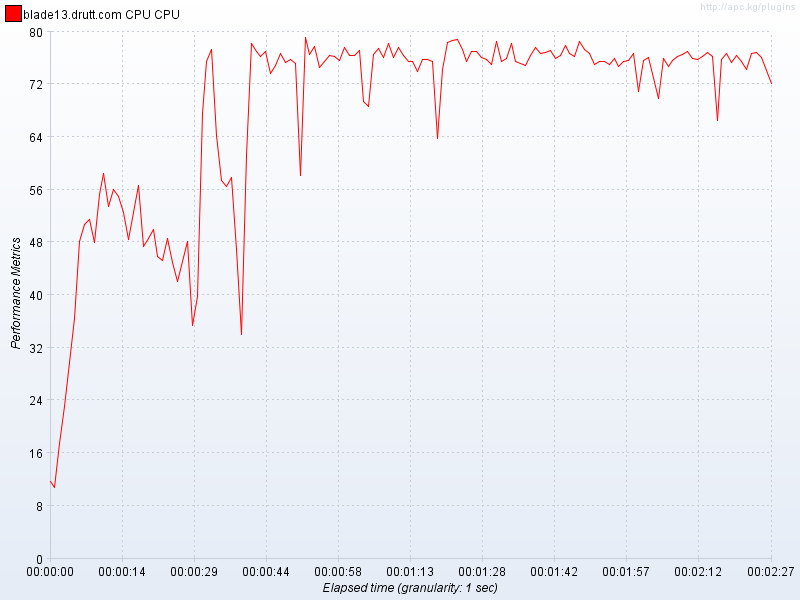 http://apc.kg/plugins
blade13.drutt.com CPU CPU
80
72
64
56
48
40
32
24
16
8
0
Performance Metrics
00:00:00 00:00:14 00:00:29 00:00:44 00:00:58 00:01:13 00:01:28 00:01:42 00:01:57 00:02:12 00:02:27
Elapsed time (granularity: 1 sec)